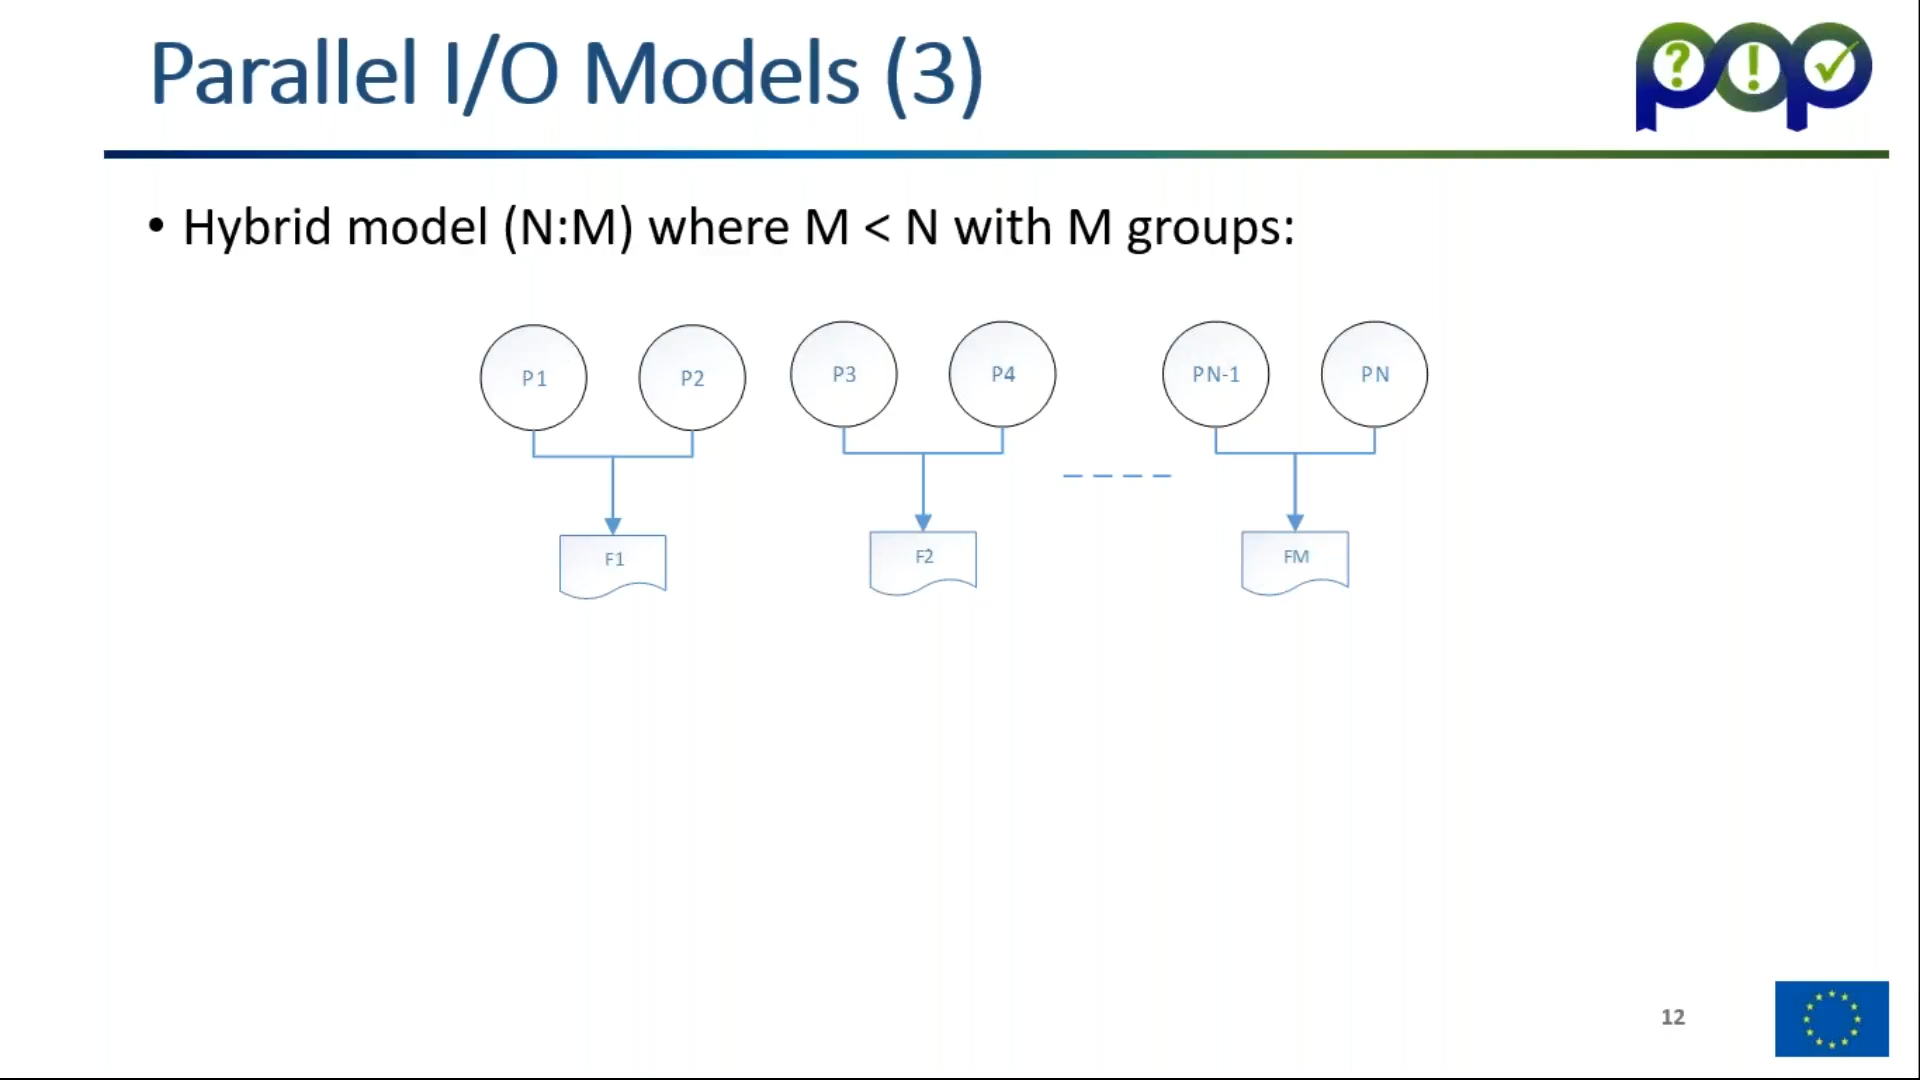 Parallel I/O Models (3)
pop
• Hybrid model (N:M) where M < N with M groups:
P1 P2 P3 P4 PN-1 PN
F1 F2 FM
12